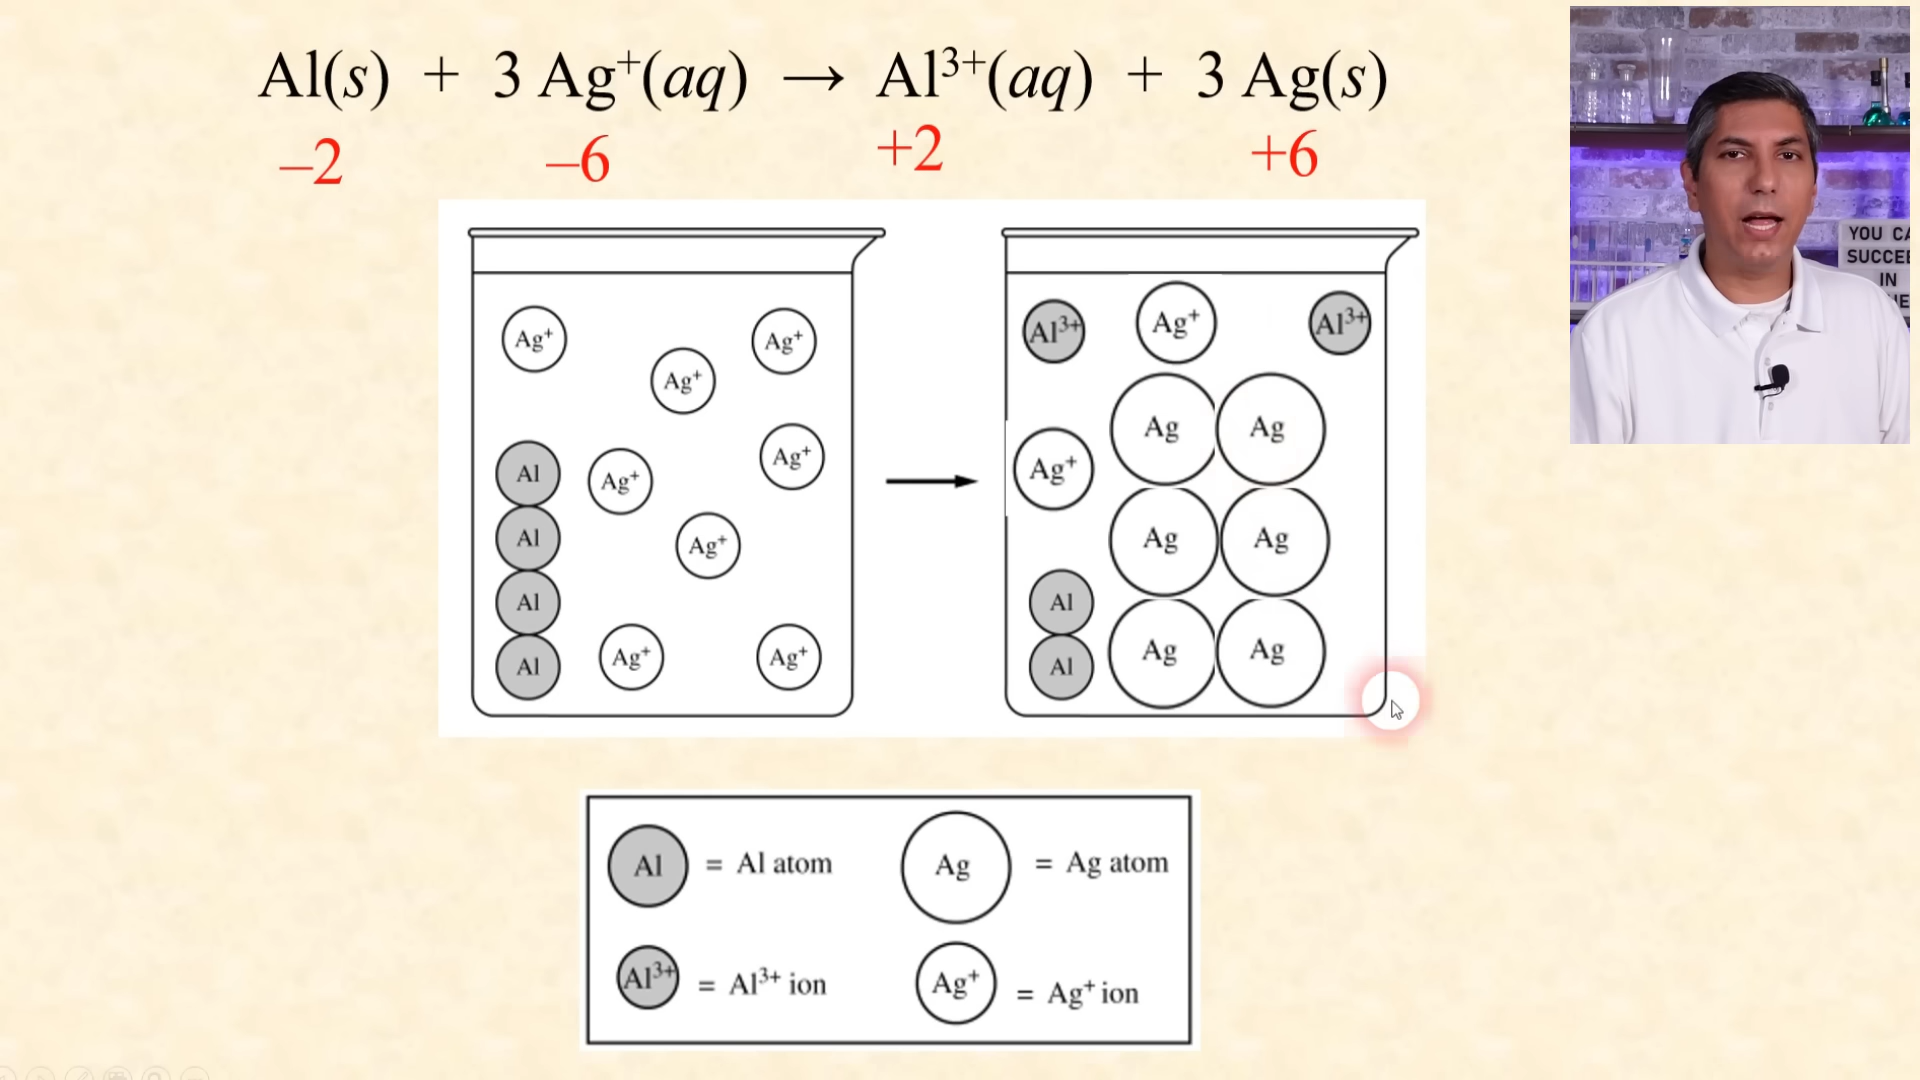 Al(s) + 3 Ag⁺(aq) → Al³⁺(aq) + 3 Ag(s)
–2 –6 +2 +6
Ag⁺
Ag⁺
Ag⁺
Ag⁺
Al
Ag⁺
Al
Ag⁺
Al
Al
Ag⁺
Ag⁺
Al³⁺
Ag⁺
Al³⁺
Ag
Ag
Ag⁺
Ag
Ag
Al
Al
Ag
Ag
Al = Al atom
Ag = Ag atom
Al³⁺ = Al³⁺ ion
Ag⁺ = Ag⁺ ion
YOU
IN